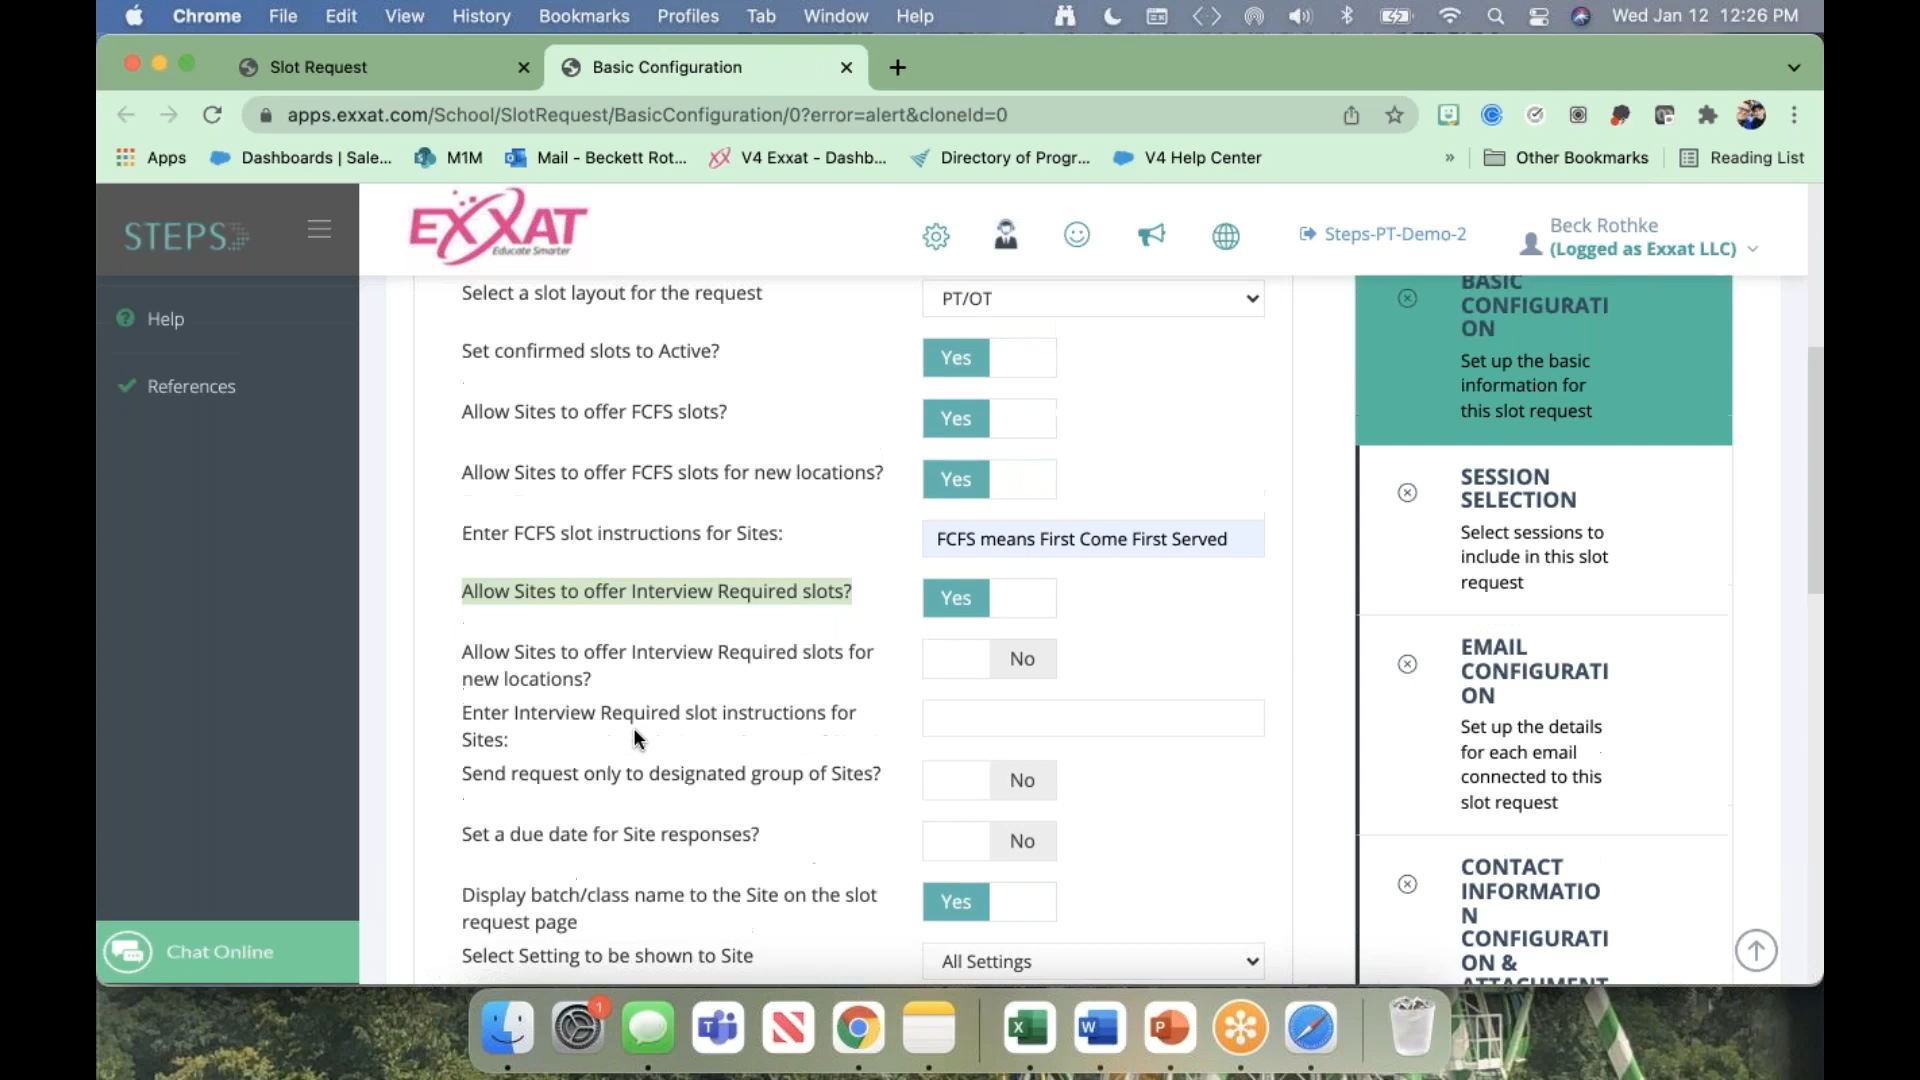 Chrome File Edit View History Bookmarks Profiles Tab Window Help Wed Jan 12 12:26 PM
Slot Request Basic Configuration
apps.exxat.com/School/SlotRequest/BasicConfiguration/0?error=alert&cloneId=0
Apps Dashboards | Sale... M1M Mail - Beckett Rot... V4 Exxat - Dashb... Directory of Progr... V4 Help Center » Other Bookmarks Reading List
STEPS
EXXAT
Educate Smarter
Steps-PT-Demo-2
Beck Rothke
(Logged as Exxat LLC)
Help
References
Chat Online
Select a slot layout for the request PT/OT
Set confirmed slots to Active? Yes
Allow Sites to offer FCFS slots? Yes
Allow Sites to offer FCFS slots for new locations? Yes
Enter FCFS slot instructions for Sites: FCFS means First Come First Served
Allow Sites to offer Interview Required slots? Yes
Allow Sites to offer Interview Required slots for No
new locations?
Enter Interview Required slot instructions for
Sites:
Send request only to designated group of Sites? No
Set a due date for Site responses? No
Display batch/class name to the Site on the slot Yes
request page
Select Setting to be shown to Site All Settings
BASIC
CONFIGURATI
ON
Set up the basic
information for
this slot request
SESSION
SELECTION
Select sessions to
include in this slot
request
EMAIL
CONFIGURATI
ON
Set up the details
for each email
connected to this
slot request
CONTACT
INFORMATIO
N
CONFIGURATI
ON &
ATTACHMENT
1